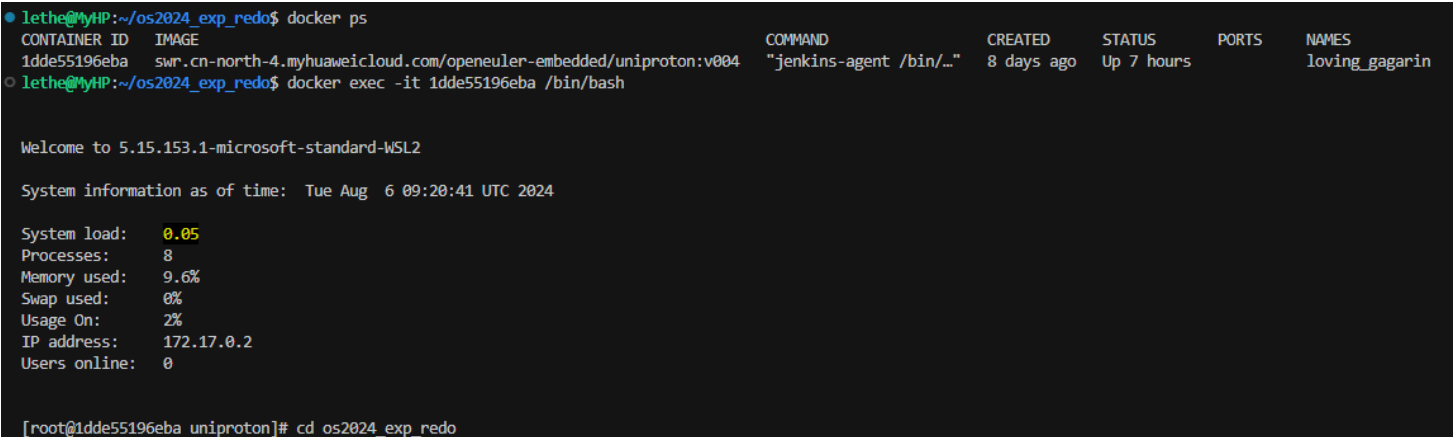 lethe@MyHP:~/os2024_exp_redo$ docker ps
CONTAINER ID   IMAGE   COMMAND   CREATED   STATUS   PORTS   NAMES
1dde55196eba   swr.cn-north-4.myhuaweicloud.com/openeuler-embedded/uniproton:v004   "jenkins-agent /bin/…"   8 days ago   Up 7 hours   loving_gagarin
lethe@MyHP:~/os2024_exp_redo$ docker exec -it 1dde55196eba /bin/bash
Welcome to 5.15.153.1-microsoft-standard-WSL2
System information as of time:  Tue Aug  6 09:20:41 UTC 2024
System load:    0.05
Processes:      8
Memory used:    9.6%
Swap used:      0%
Usage On:       2%
IP address:     172.17.0.2
Users online:   0
[root@1dde55196eba uniproton]# cd os2024_exp_redo